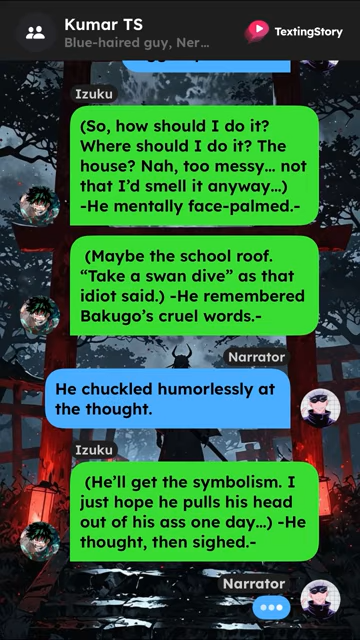 Kumar TS
Blue-haired guy, Ner...
TextingStory
Izuku
(So, how should I do it?
Where should I do it? The
house? Nah, too messy... not
that I’d smell it anyway...)
-He mentally face-palmed.-
(Maybe the school roof.
“Take a swan dive” as that
idiot said.) -He remembered
Bakugo’s cruel words.-
Narrator
He chuckled humorlessly at
the thought.
Izuku
(He’ll get the symbolism. I
just hope he pulls his head
out of his ass one day...) -He
thought, then sighed.-
Narrator